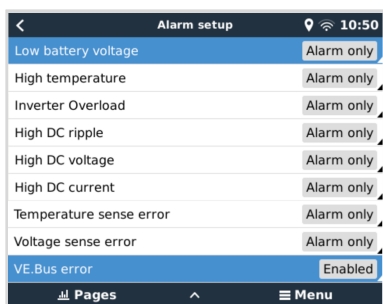 Alarm setup 10:50
Low battery voltage Alarm only
High temperature Alarm only
Inverter Overload Alarm only
High DC ripple Alarm only
High DC voltage Alarm only
High DC current Alarm only
Temperature sense error Alarm only
Voltage sense error Alarm only
VE.Bus error Enabled
Pages Menu